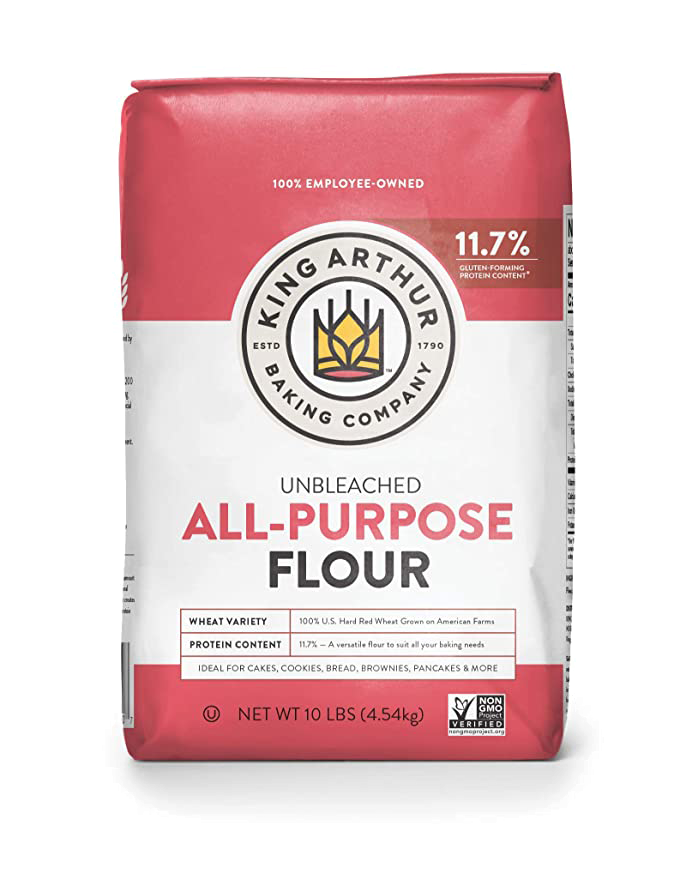 100% EMPLOYEE-OWNED
11.7%
GLUTEN-FORMING
PROTEIN CONTENT*
KING ARTHUR
ESTD 1790
BAKING COMPANY
TM
UNBLEACHED
ALL-PURPOSE
FLOUR
WHEAT VARIETY 100% U.S. Hard Red Wheat Grown on American Farms
PROTEIN CONTENT 11.7% — A versatile flour to suit all your baking needs
IDEAL FOR CAKES, COOKIES, BREAD, BROWNIES, PANCAKES & MORE
U NET WT 10 LBS (4.54kg)
NON
GMO
Project
VERIFIED
nongmoproject.org